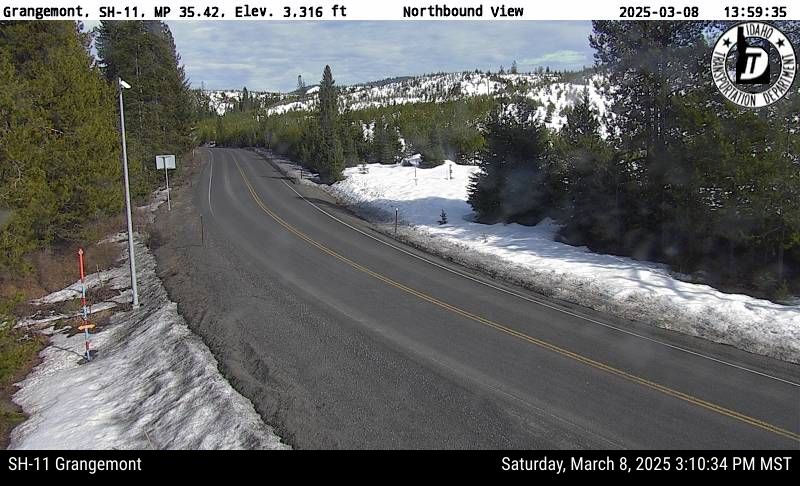 Grangemont, SH-11, MP 35.42, Elev. 3,316 ft Northbound View 2025-03-08 13:59:35
IDAHO
TRANSPORTATION DEPARTMENT
SH-11 Grangemont Saturday, March 8, 2025 3:10:34 PM MST